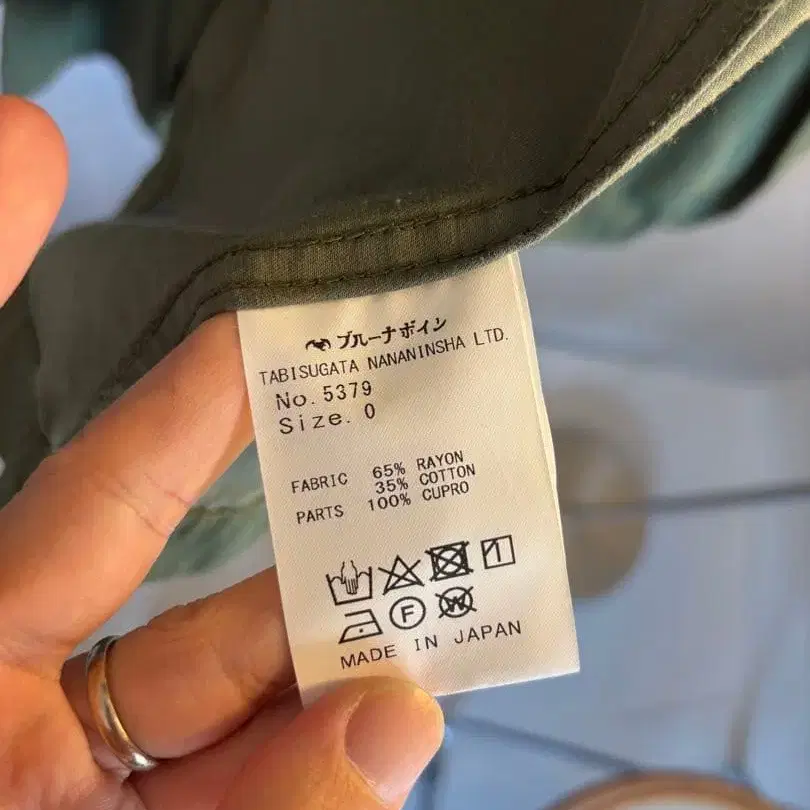 ブルーナボイン
TABISUGATA NANANINSHA LTD.
No. 5379
Size. 0
FABRIC 65% RAYON
35% COTTON
PARTS 100% CUPRO
F W
MADE IN JAPAN